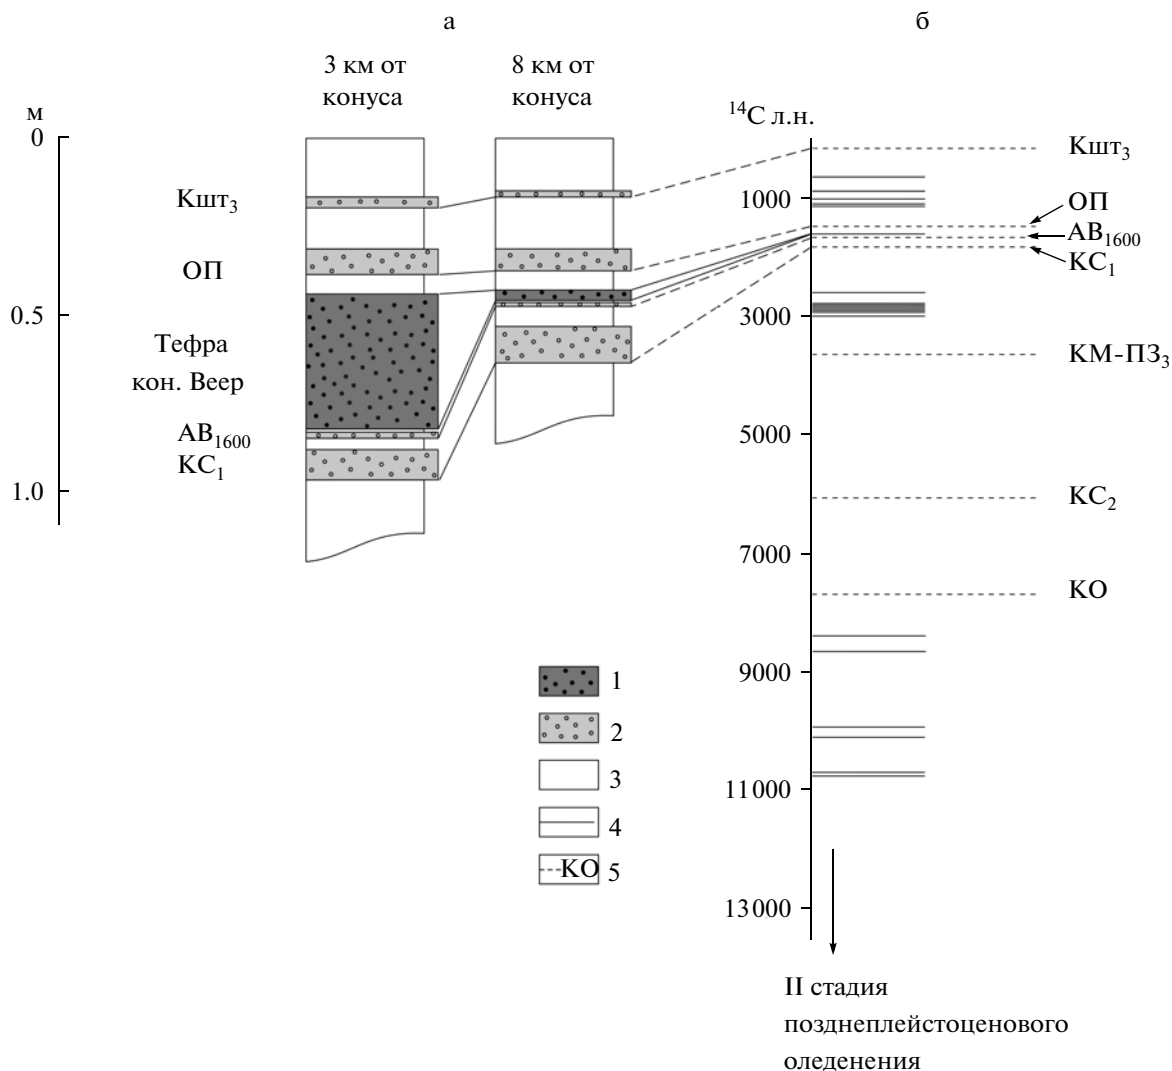 а
б
3 км от
конуса
8 км от
конуса
м
0
0.5
1.0
Кшт₃
ОП
Тефра
кон. Веер
АВ₁₆₀₀
КС₁
¹⁴С л.н.
1000
3000
5000
7000
9000
11000
13000
Кшт₃
ОП
АВ₁₆₀₀
КС₁
КМ-ПЗ₃
КС₂
КО
1
2
3
4
КО 5
II стадия
позднеплейстоценового
оледенения